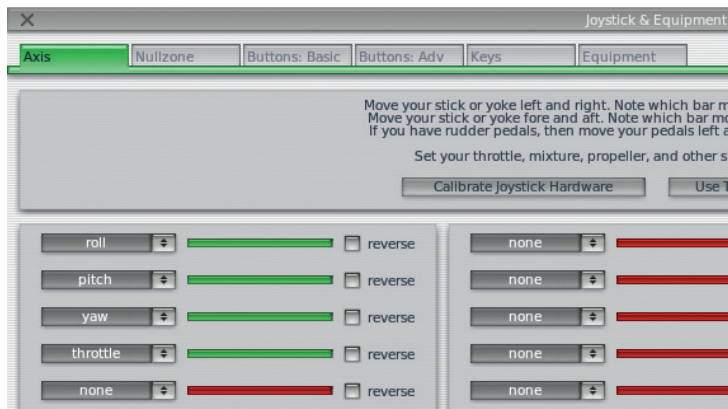 Joystick & Equipment
Axis Nullzone Buttons: Basic Buttons: Adv Keys Equipment
Move your stick or yoke left and right. Note which bar
Move your stick or yoke fore and aft. Note which bar
If you have rudder pedals, then move your pedals left
Set your throttle, mixture, propeller, and other
Calibrate Joystick Hardware Use
roll reverse none
pitch reverse none
yaw reverse none
throttle reverse none
none reverse none